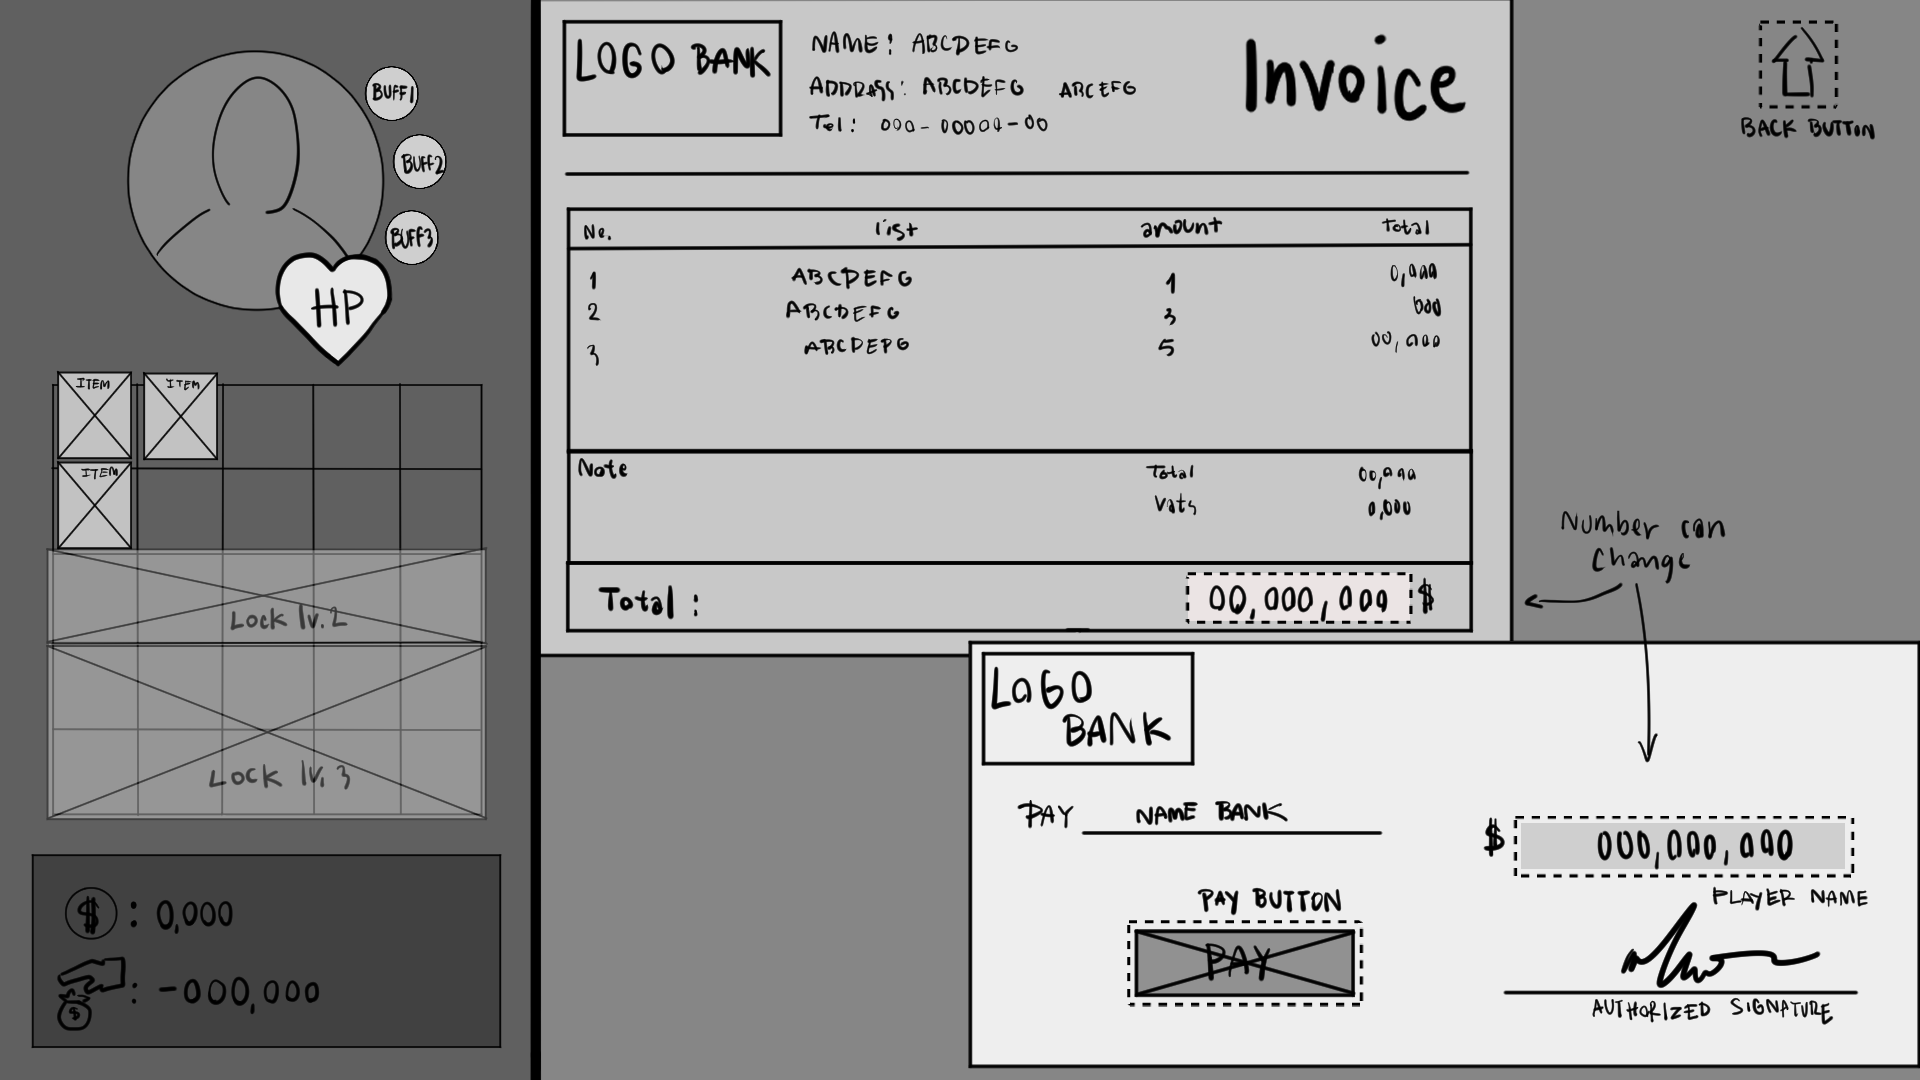 BUFF1
BUFF2
BUFF3
HP
ITEM ITEM
ITEM
Lock lv.2
Lock lv.3
$ : 0,000
$ : -000,000
LOGO BANK
NAME : ABCDEFG
ADDRASS: ABCDEFG ABCEFG
Tel: 000-00000-00
Invoice
BACK BUTTON
No. list amount Total
1 ABCDEFG 1 0,000
2 ABCDEFG 3 000
3 ABCDEFG 5 00,000
Note
Total 00,000
Vats 0,000
Total : 00,000,000 $
Number can
Change
LOGO
BANK
PAY NAME BANK
$ 000,000,000
PAY BUTTON
PAY
PLAYER NAME
AUTHORIZED SIGNATURE